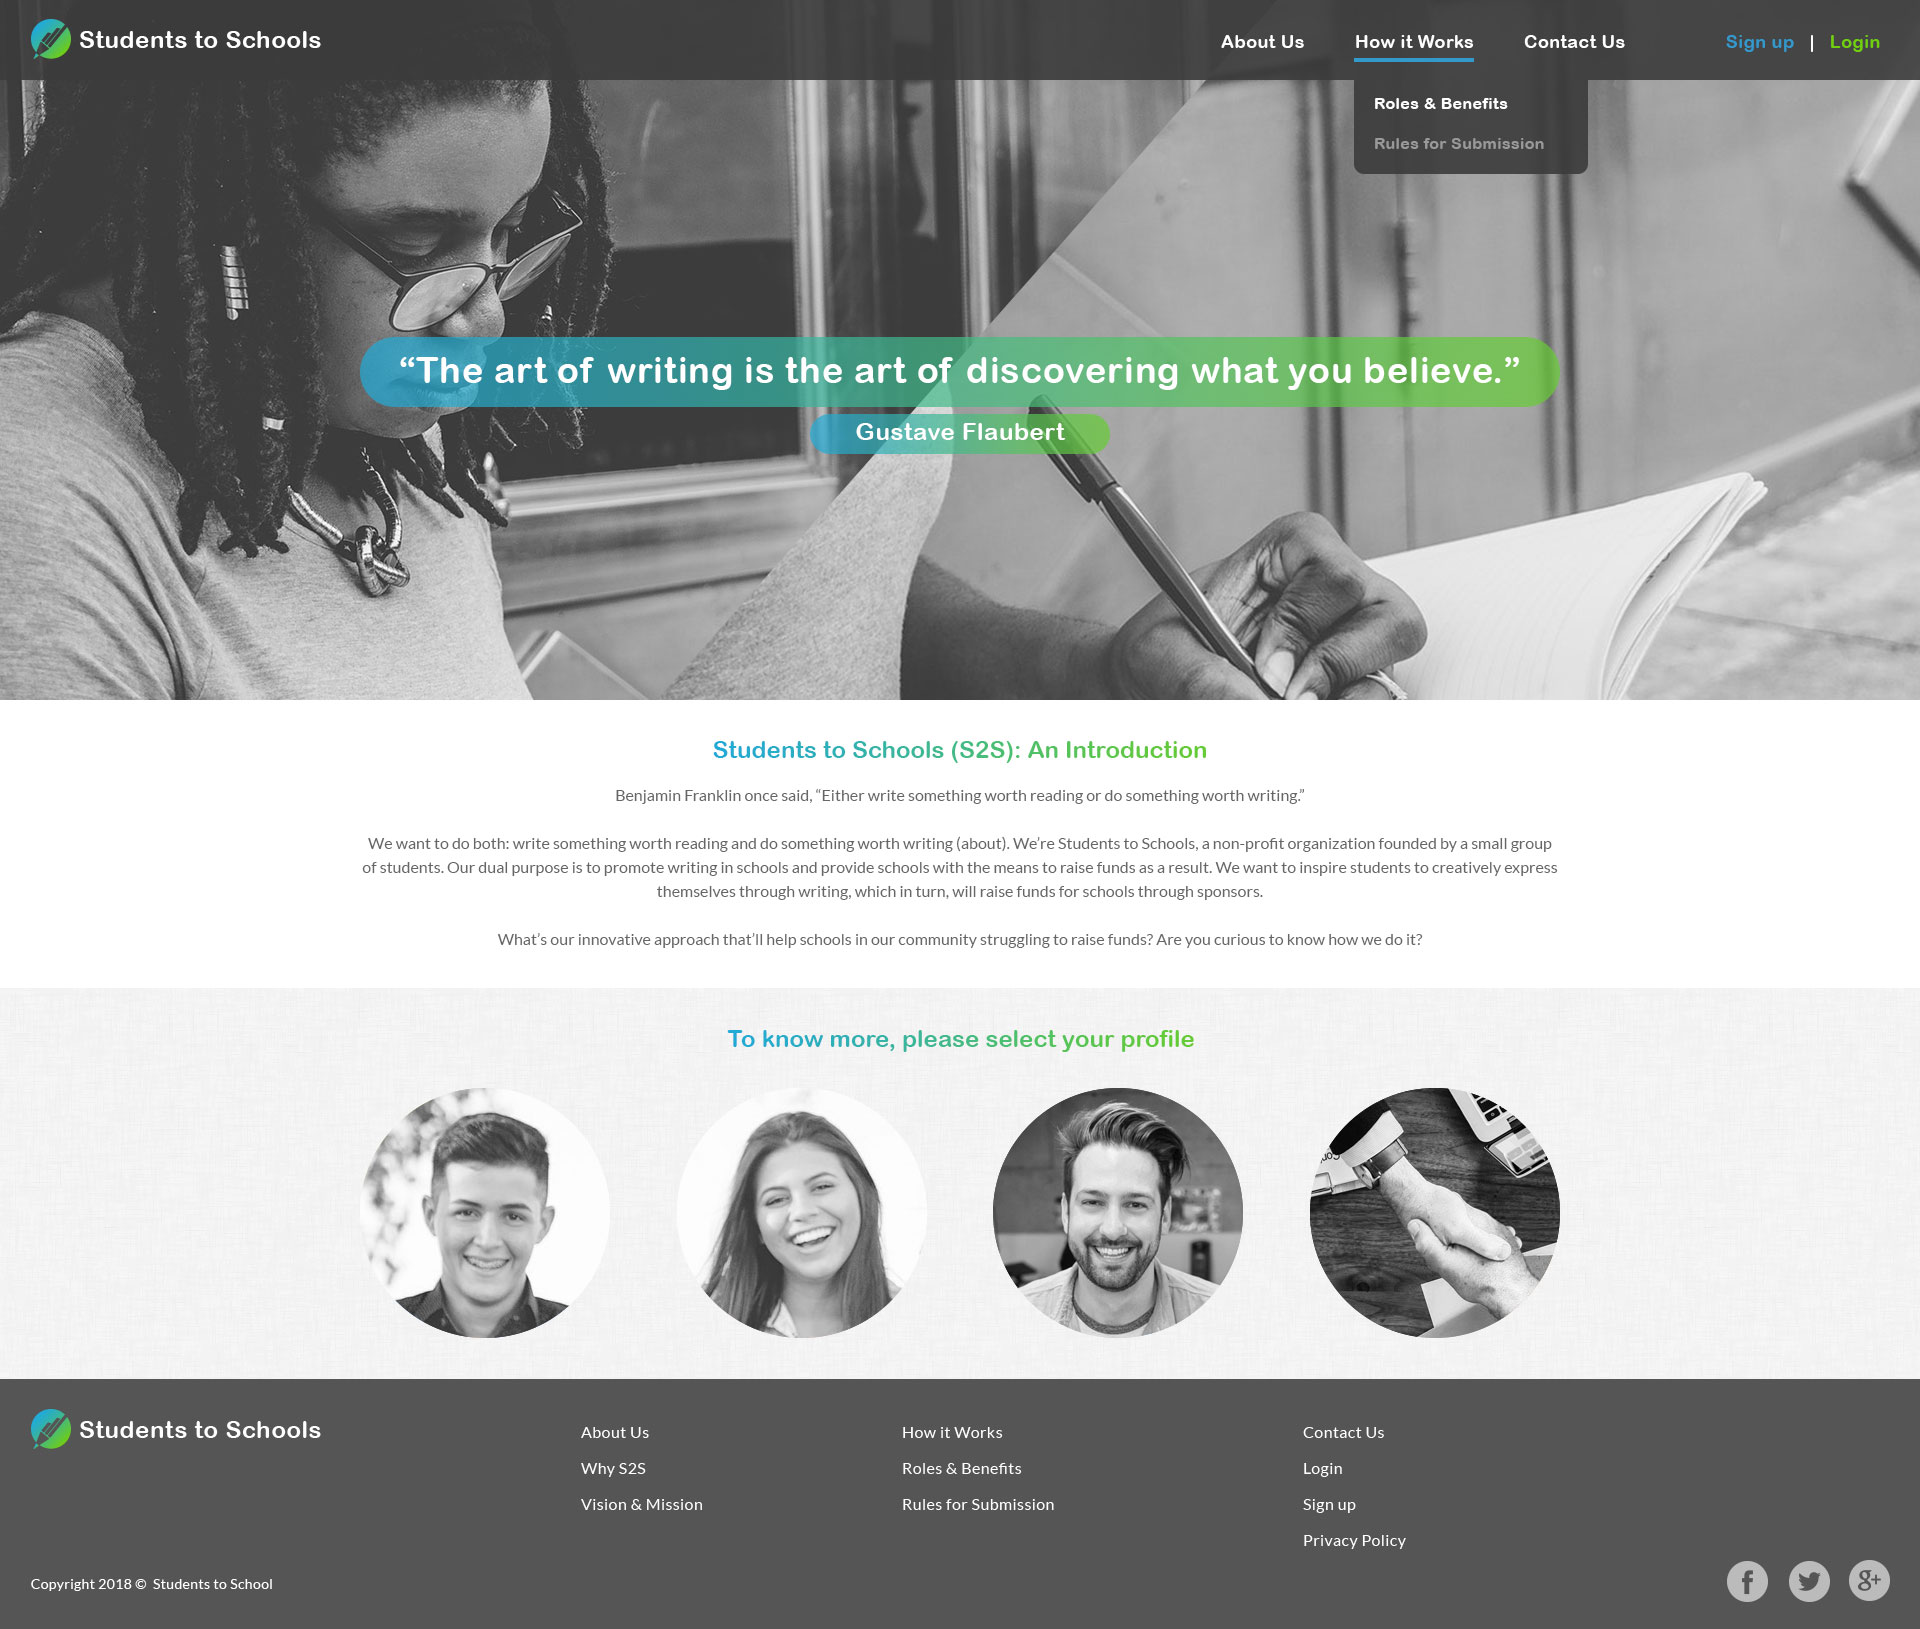 Students to Schools
About Us
How it Works
Contact Us
Sign up | Login
Roles & Benefits
Rules for Submission
“The art of writing is the art of discovering what you believe.”
Gustave Flaubert
Students to Schools (S2S): An Introduction
Benjamin Franklin once said, “Either write something worth reading or do something worth writing.”
We want to do both: write something worth reading and do something worth writing (about). We’re Students to Schools, a non-profit organization founded by a small group
of students. Our dual purpose is to promote writing in schools and provide schools with the means to raise funds as a result. We want to inspire students to creatively express
themselves through writing, which in turn, will raise funds for schools through sponsors.
What’s our innovative approach that’ll help schools in our community struggling to raise funds? Are you curious to know how we do it?
To know more, please select your profile
Students to Schools
About Us
Why S2S
Vision & Mission
How it Works
Roles & Benefits
Rules for Submission
Contact Us
Login
Sign up
Privacy Policy
Copyright 2018 © Students to School